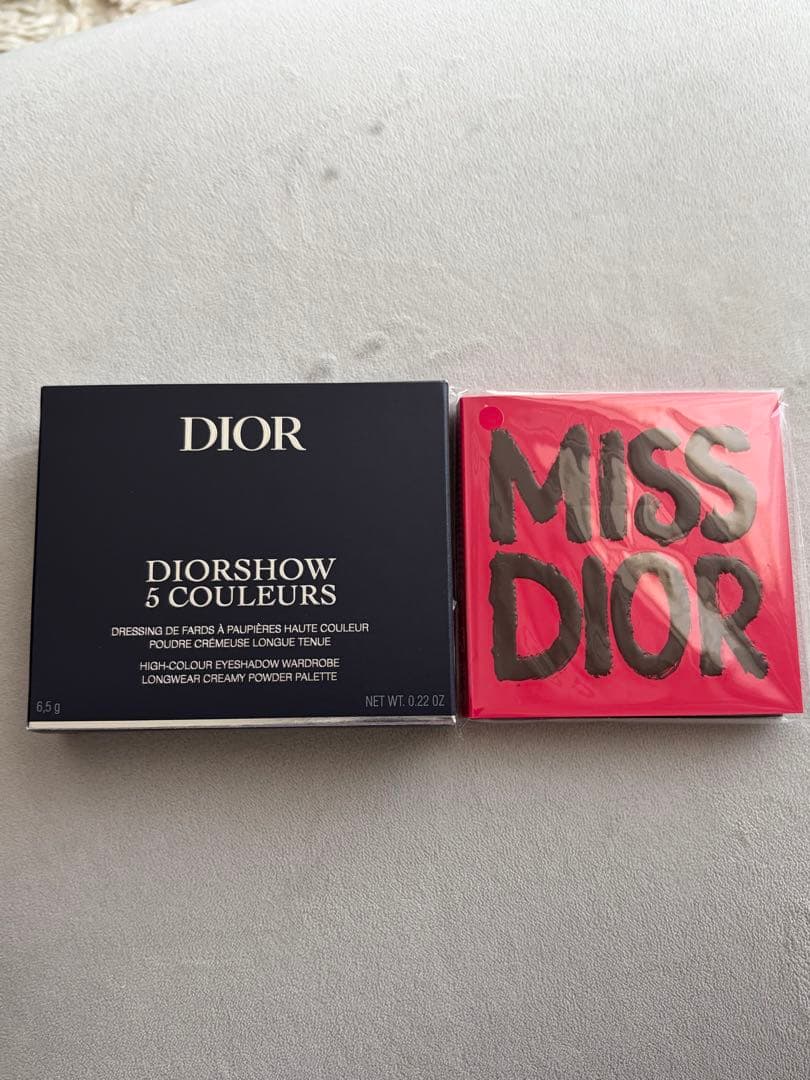 DIOR
DIORSHOW
5 COULEURS
DRESSING DE FARDS À PAUPIÈRES HAUTE COULEUR
POUDRE CRÉMEUSE LONGUE TENUE
HIGH-COLOUR EYESHADOW WARDROBE
LONGWEAR CREAMY POWDER PALETTE
6,5 g
NET WT. 0.22 OZ
MISS
DIOR